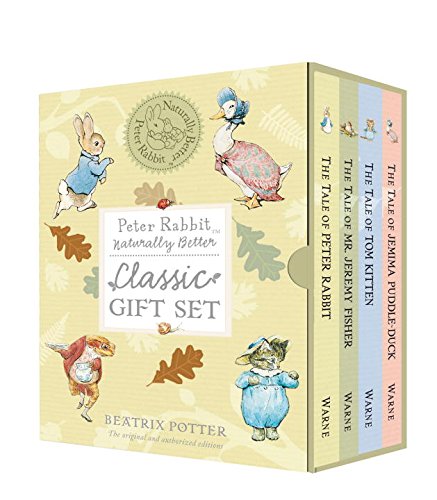 Naturally Better
Peter Rabbit
Peter Rabbit™
Naturally Better
Classic
GIFT SET
BEATRIX POTTER
The original and authorized editions
THE TALE OF PETER RABBIT
WARNE
THE TALE OF MR. JEREMY FISHER
WARNE
THE TALE OF TOM KITTEN
WARNE
THE TALE OF JEMIMA PUDDLE-DUCK
WARNE